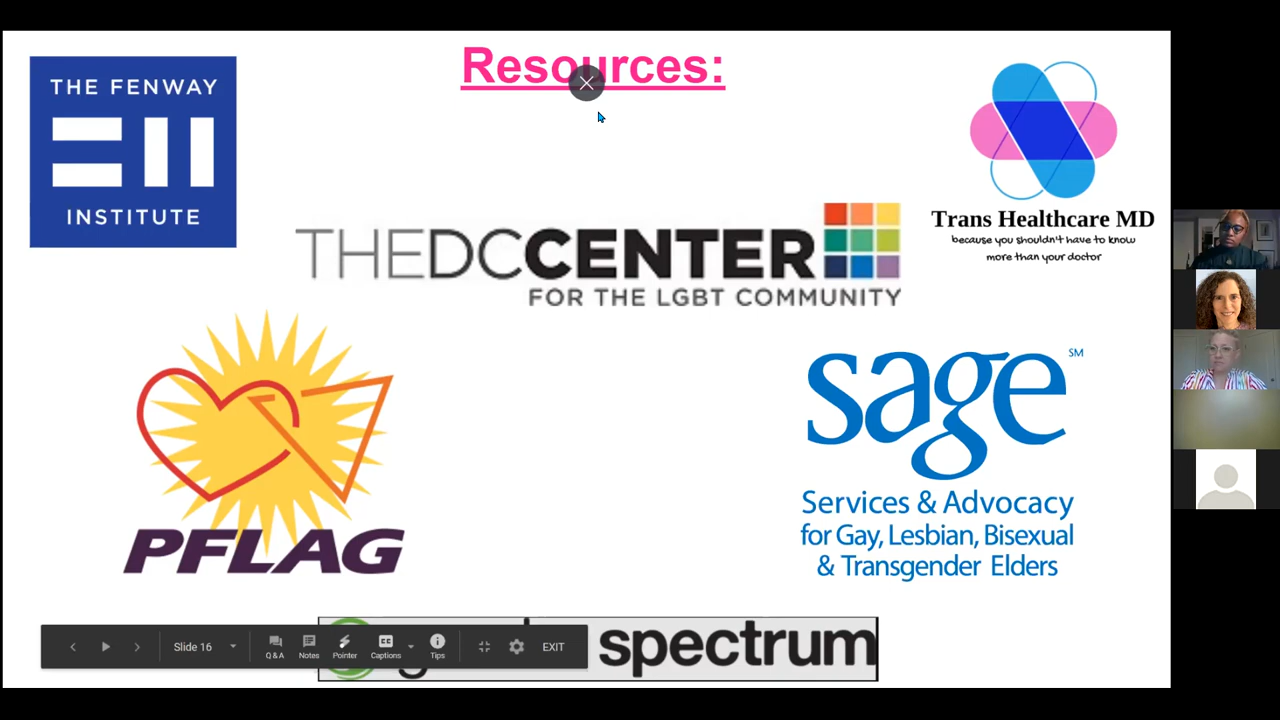 Resources:
THE FENWAY
INSTITUTE
THEDCCENTER
FOR THE LGBT COMMUNITY
Trans Healthcare MD
because you shouldn't have to know
more than your doctor
PFLAG
sage SM
Services & Advocacy
for Gay, Lesbian, Bisexual
& Transgender Elders
spectrum
Slide 16
Q&A
Notes
Pointer
CC
Captions
Tips
EXIT